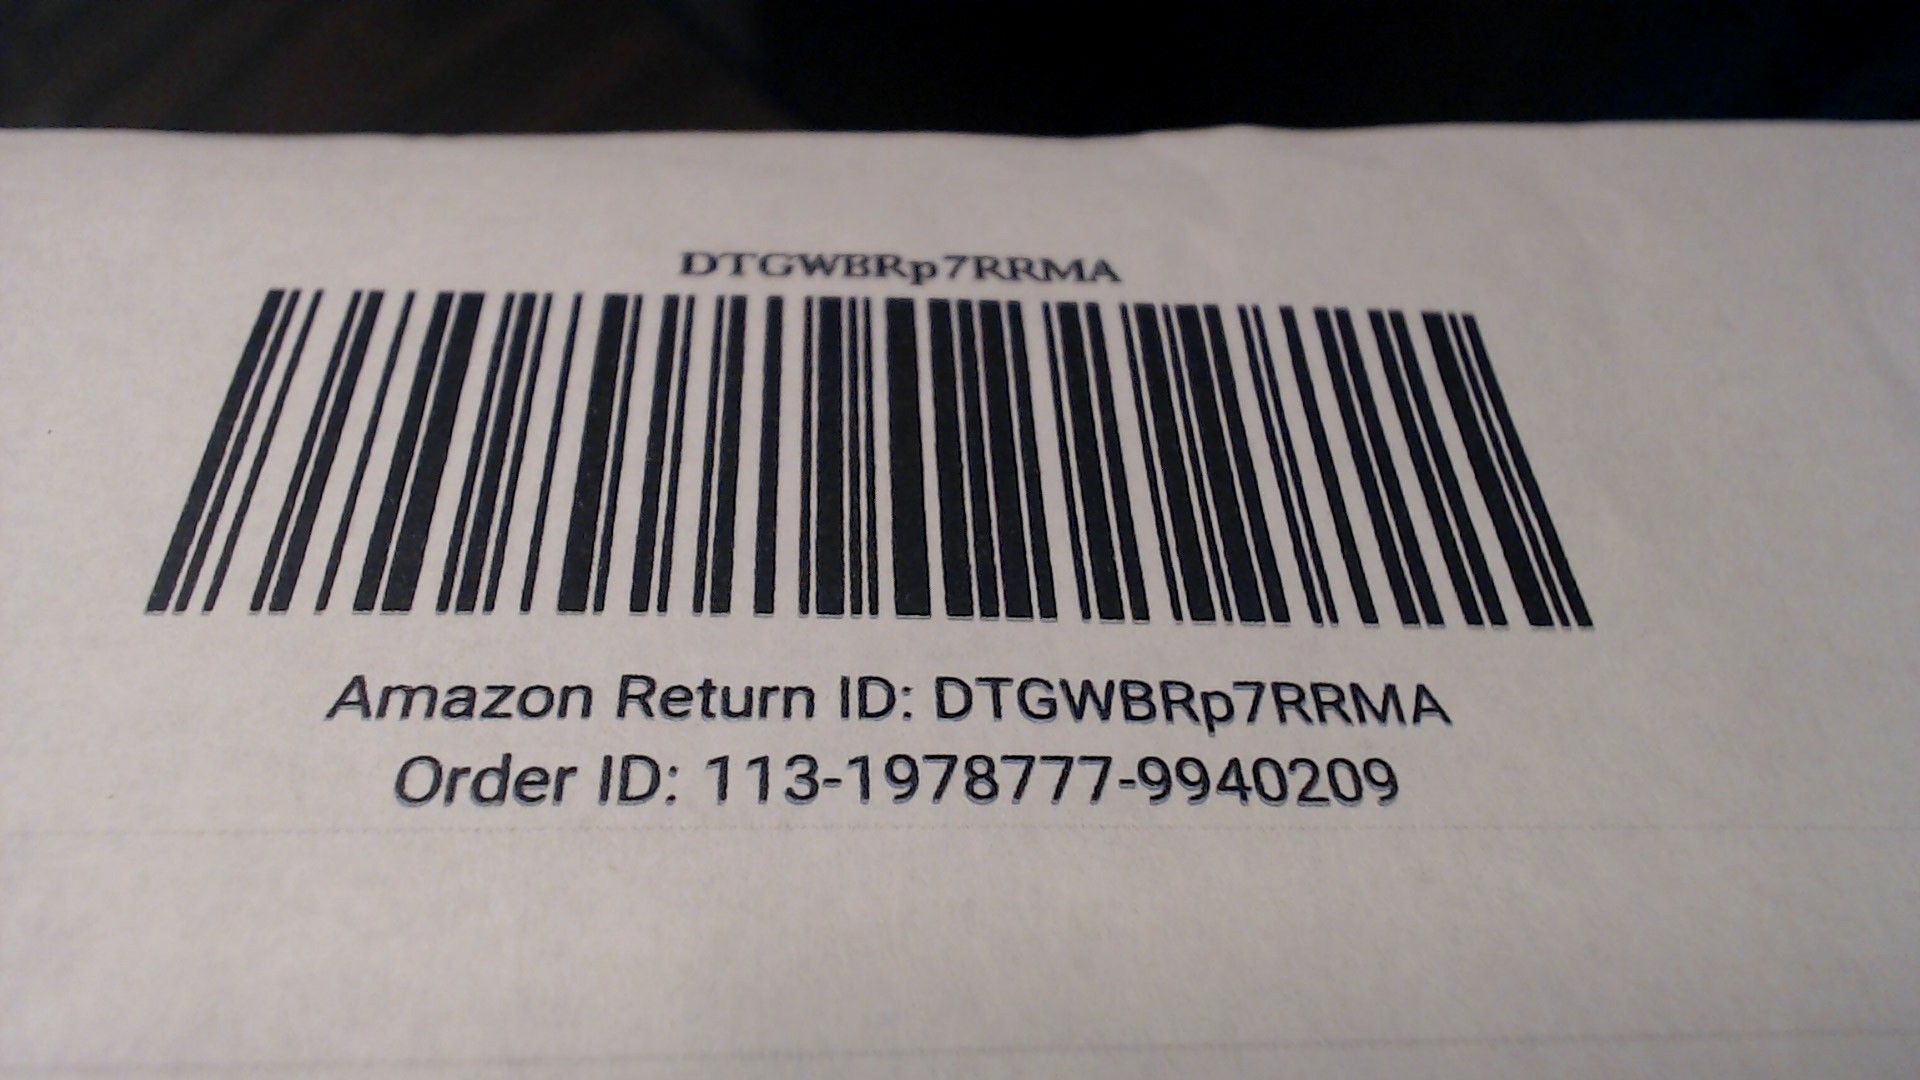 DTGWBRp7RRMA
Amazon Return ID: DTGWBRp7RRMA
Order ID: 113-1978777-9940209